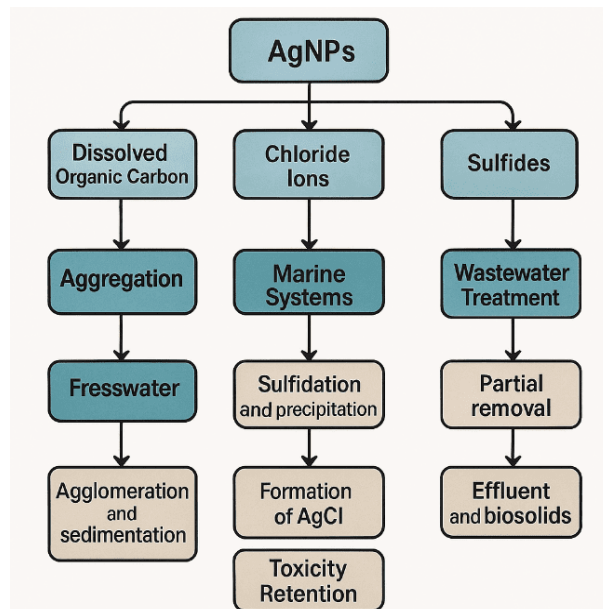 AgNPs
Dissolved
Organic Carbon
Chloride
Ions
Sulfides
Aggregation
Marine
Systems
Wastewater
Treatment
Fresswater
Sulfidation
and precipitation
Partial
removal
Agglomeration
and
sedimentation
Formation
of AgCl
Effluent
and biosolids
Toxicity
Retention